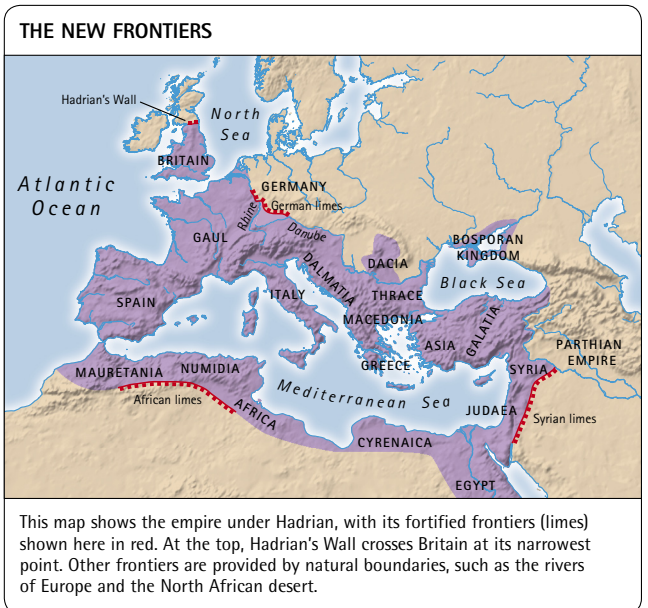 THE NEW FRONTIERS
Hadrian's Wall
North
Sea
BRITAIN
Atlantic
Ocean
GERMANY
German limes
Rhine
GAUL
Danube
BOSPORAN
KINGDOM
DACIA
DALMATIA
Black Sea
ITALY
THRACE
SPAIN
MACEDONIA
GALATIA
ASIA
PARTHIAN
EMPIRE
GREECE
SYRIA
MAURETANIA
NUMIDIA
Mediterranean Sea
African limes
AFRICA
JUDAEA
Syrian limes
CYRENAICA
EGYPT
This map shows the empire under Hadrian, with its fortified frontiers (limes)
shown here in red. At the top, Hadrian's Wall crosses Britain at its narrowest
point. Other frontiers are provided by natural boundaries, such as the rivers
of Europe and the North African desert.